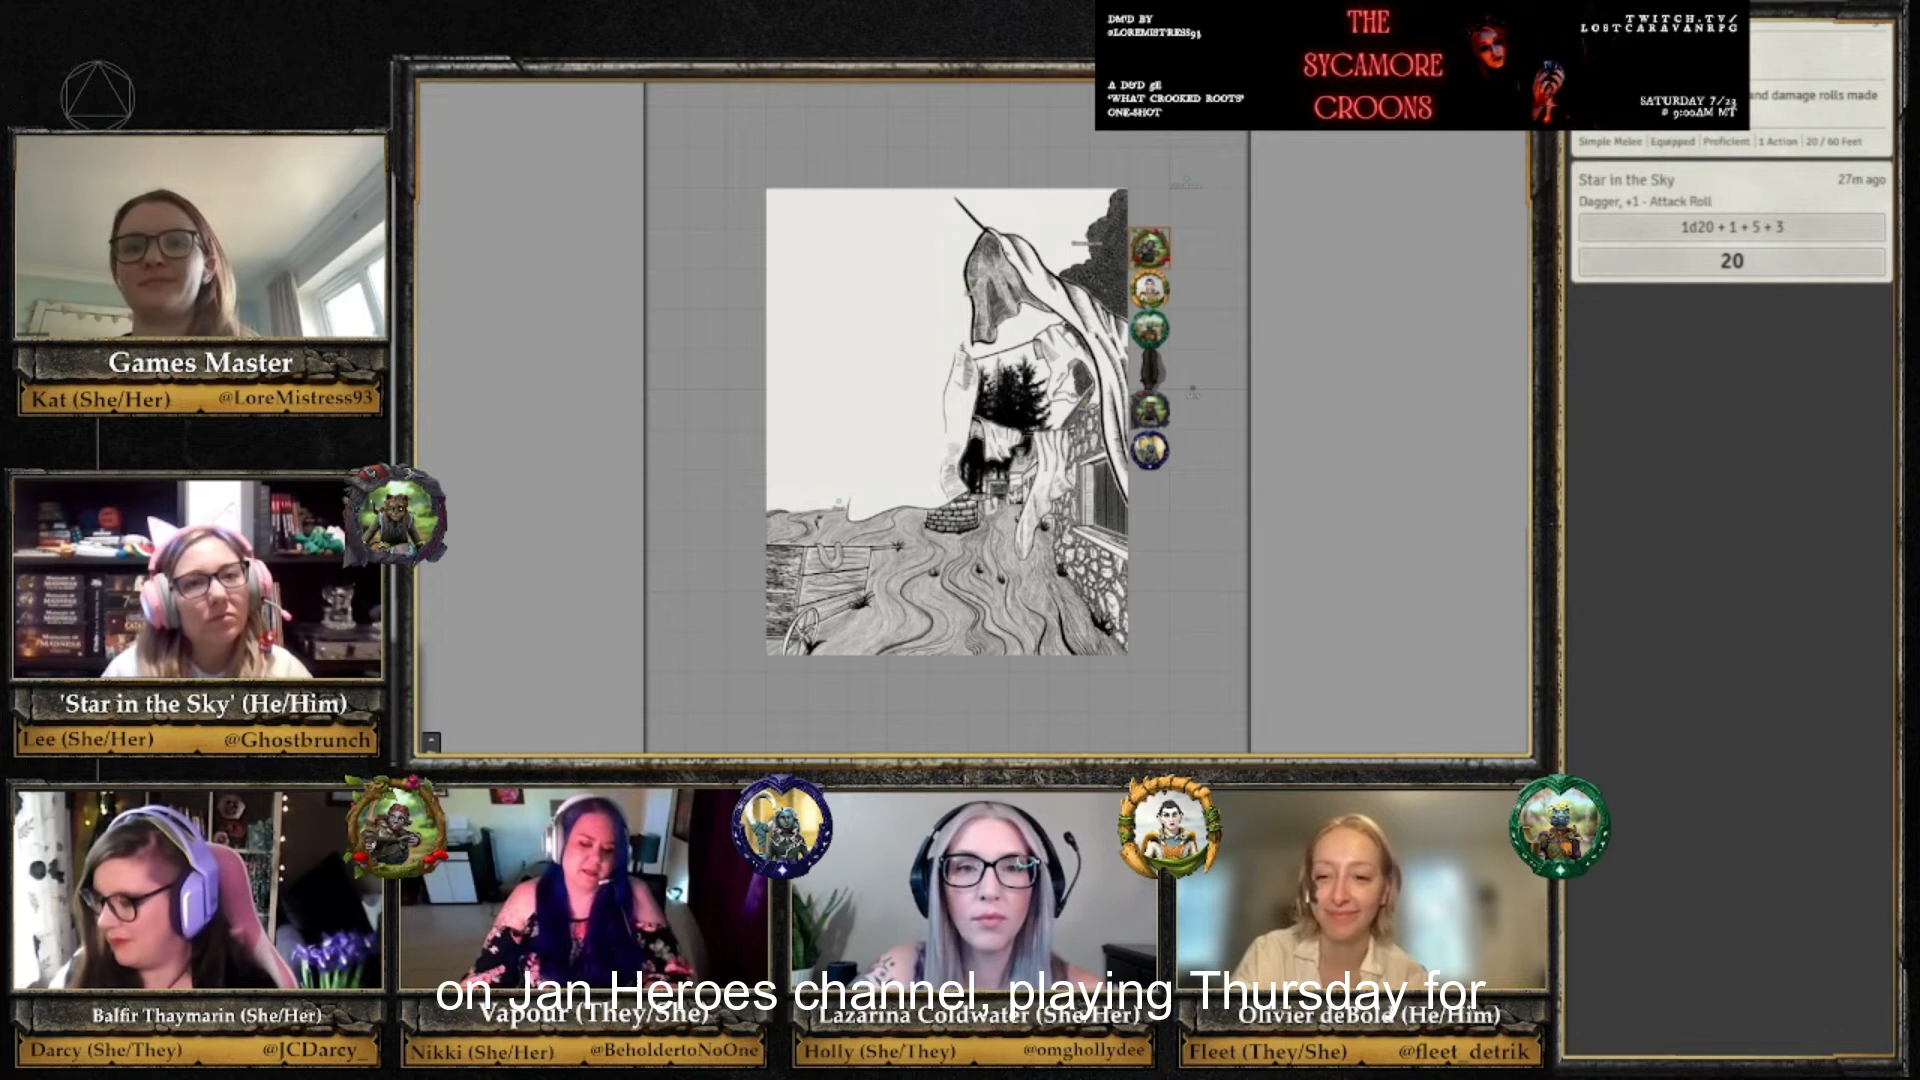 DM'D BY
@LOREMISTRESS93
A D&D 5E
'WHAT CROOKED ROOTS'
ONE-SHOT
THE
SYCAMORE
CROONS
TWITCH.TV/
LOSTCARAVANRPG
SATURDAY 7/23
@ 9:00AM MT
and damage rolls made
Simple Melee | Equipped | Proficient | 1 Action | 20 / 60 Feet
Star in the Sky 27m ago
Dagger, +1 - Attack Roll
1d20 + 1 + 5 + 3
20
Games Master
Kat (She/Her) @LoreMistress93
'Star in the Sky' (He/Him)
Lee (She/Her) @Ghostbrunch
on Jan Heroes channel, playing Thursday for
Balfir Thaymarin (She/Her)
Darcy (She/They) @JCDarcy_
Vapour (They/She)
Nikki (She/Her) @BeholdertoNoOne
Lazarina Coldwater (She/Her)
Holly (She/They) @omghollydee
Olivier deBole (He/Him)
Fleet (They/She) @fleet_detrik